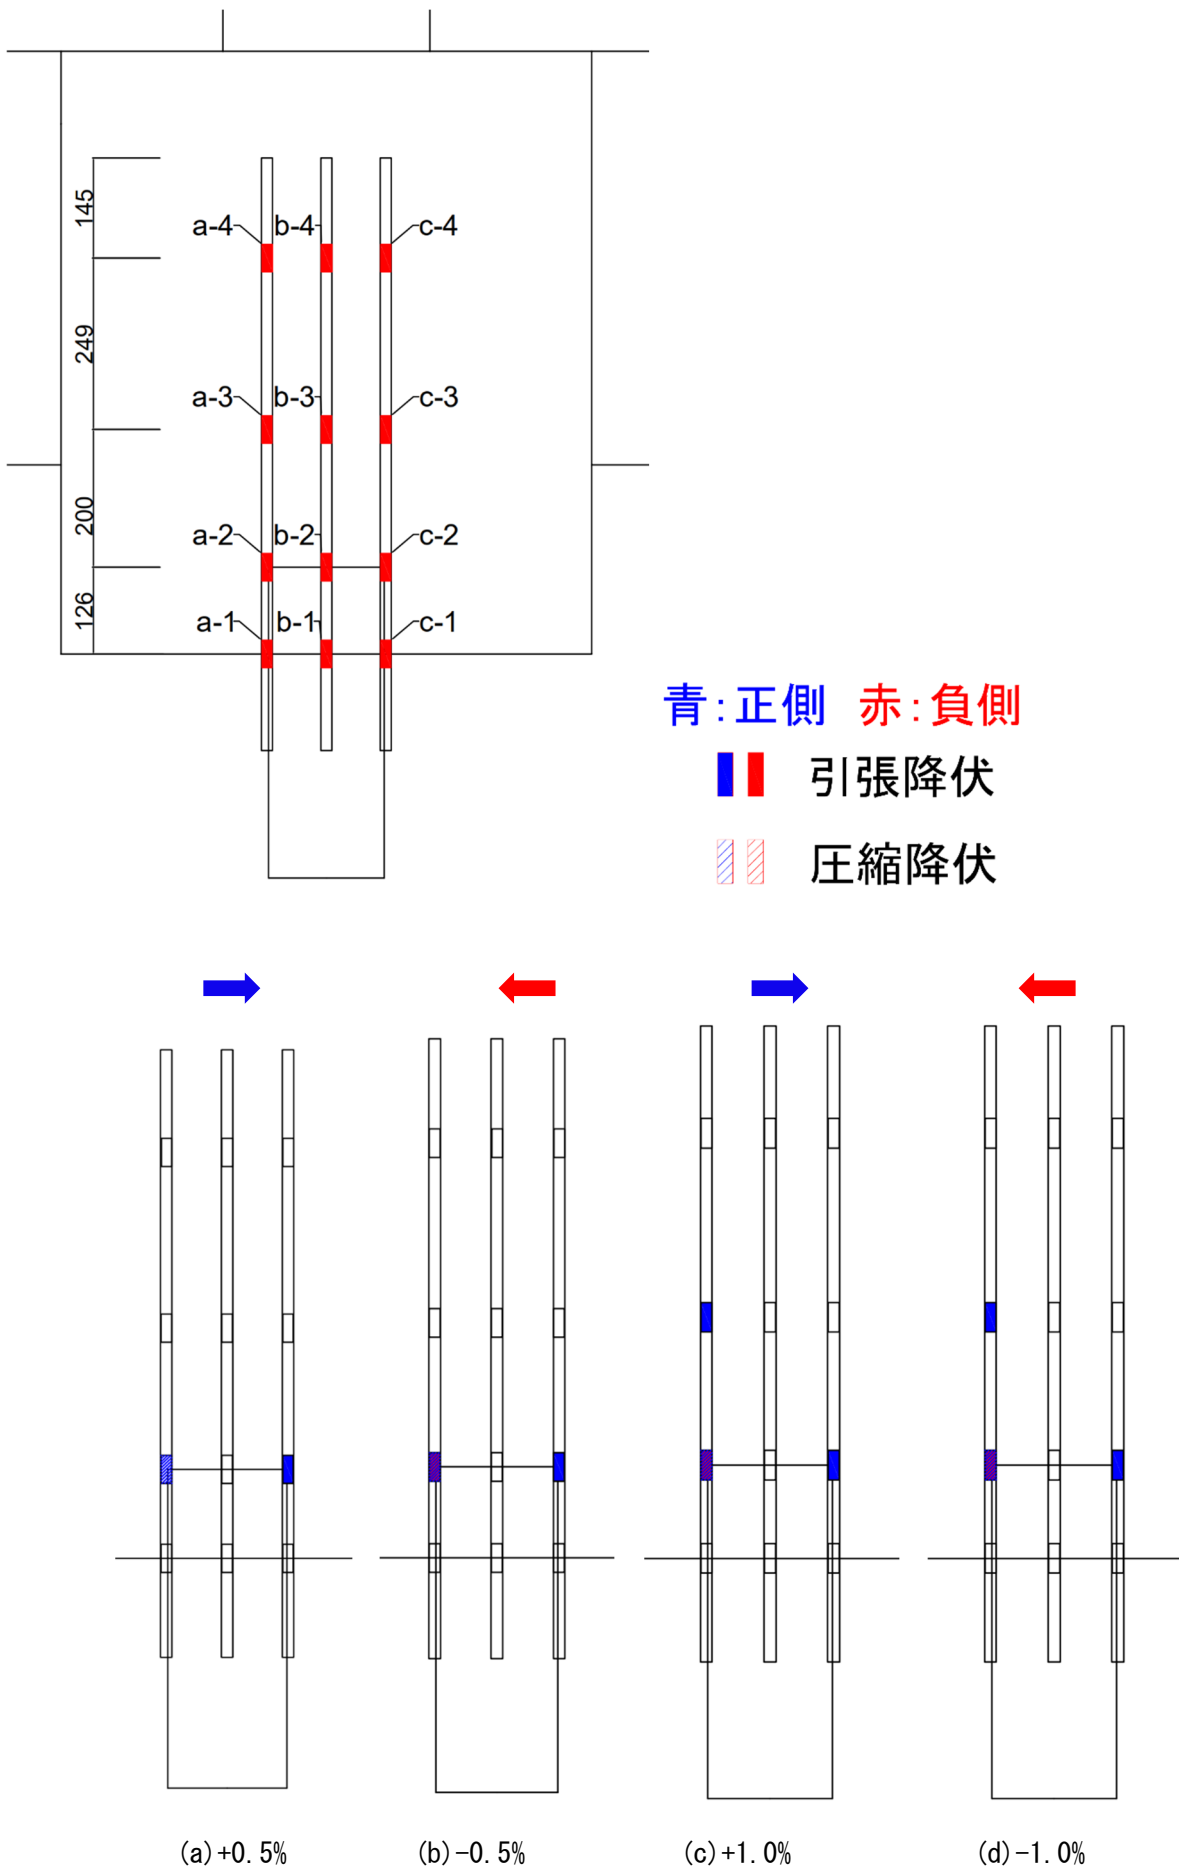 145
249
200
126
a-4 b-4 c-4
a-3 b-3 c-3
a-2 b-2 c-2
a-1 b-1 c-1
青:正側 赤:負側
引張降伏
圧縮降伏
(a)+0.5% (b)-0.5% (c)+1.0% (d)-1.0%